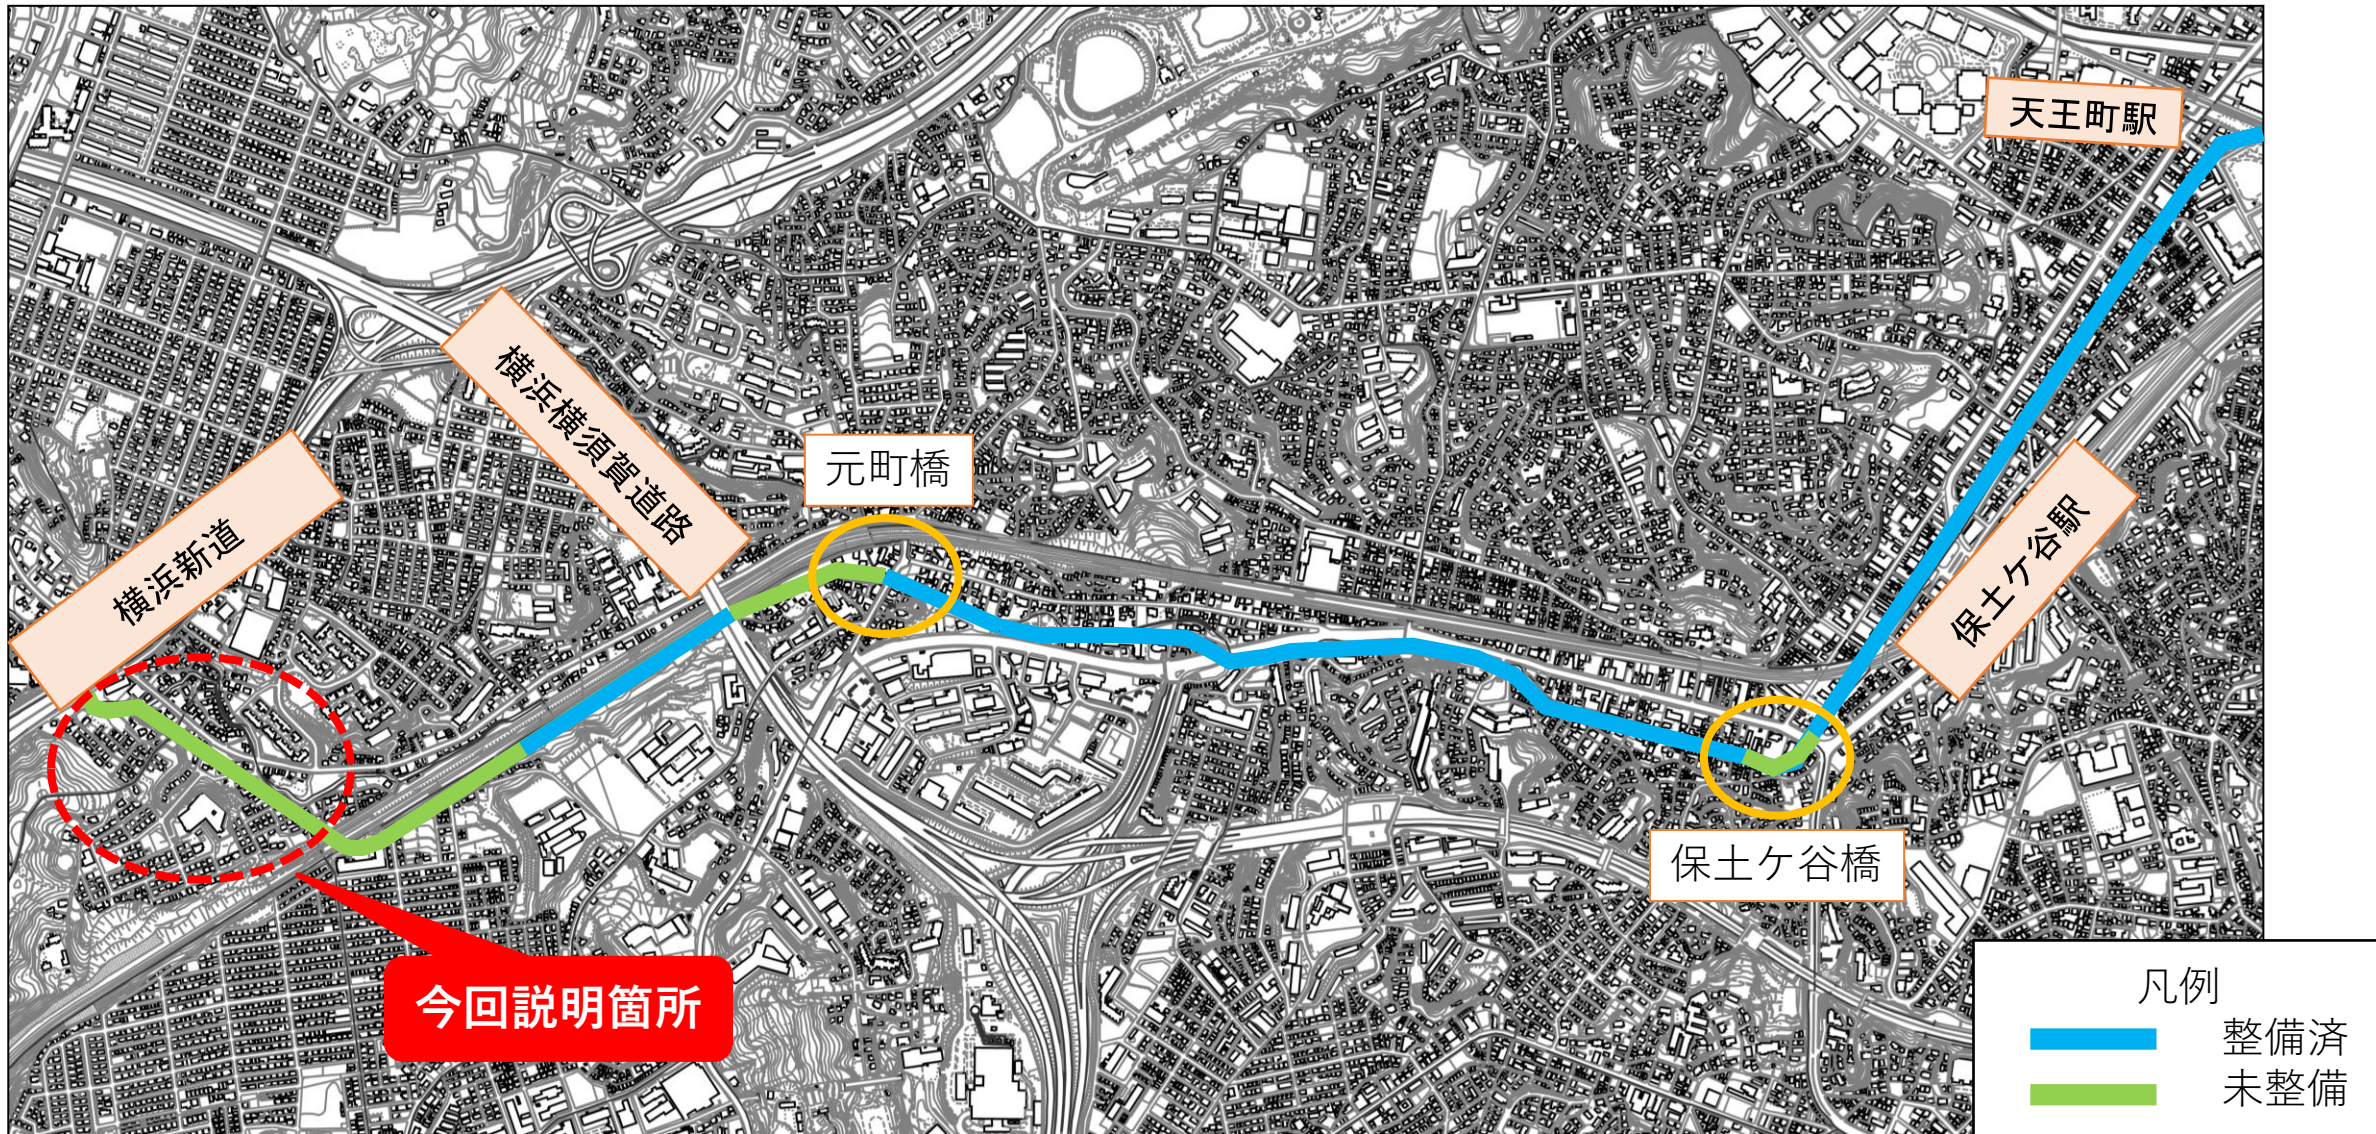 天王町駅
横浜横須賀道路
元町橋
横浜新道
保土ケ谷駅
保土ケ谷橋
今回説明箇所
凡例
整備済
未整備